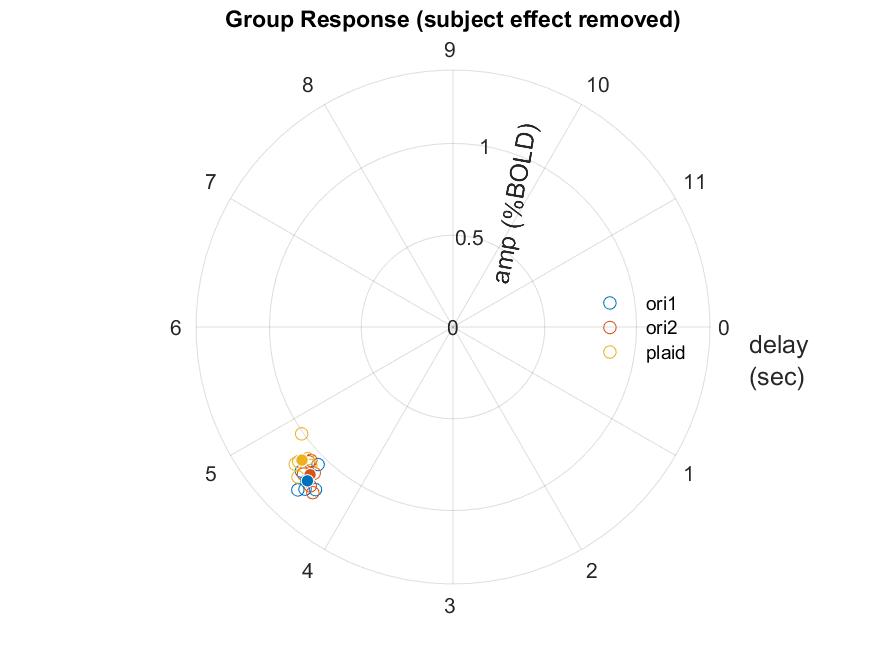 Group Response (subject effect removed)
9
8
10
7
11
1
0.5
amp (%BOLD)
6
0
0
delay
(sec)
ori1
ori2
plaid
5
1
4
2
3